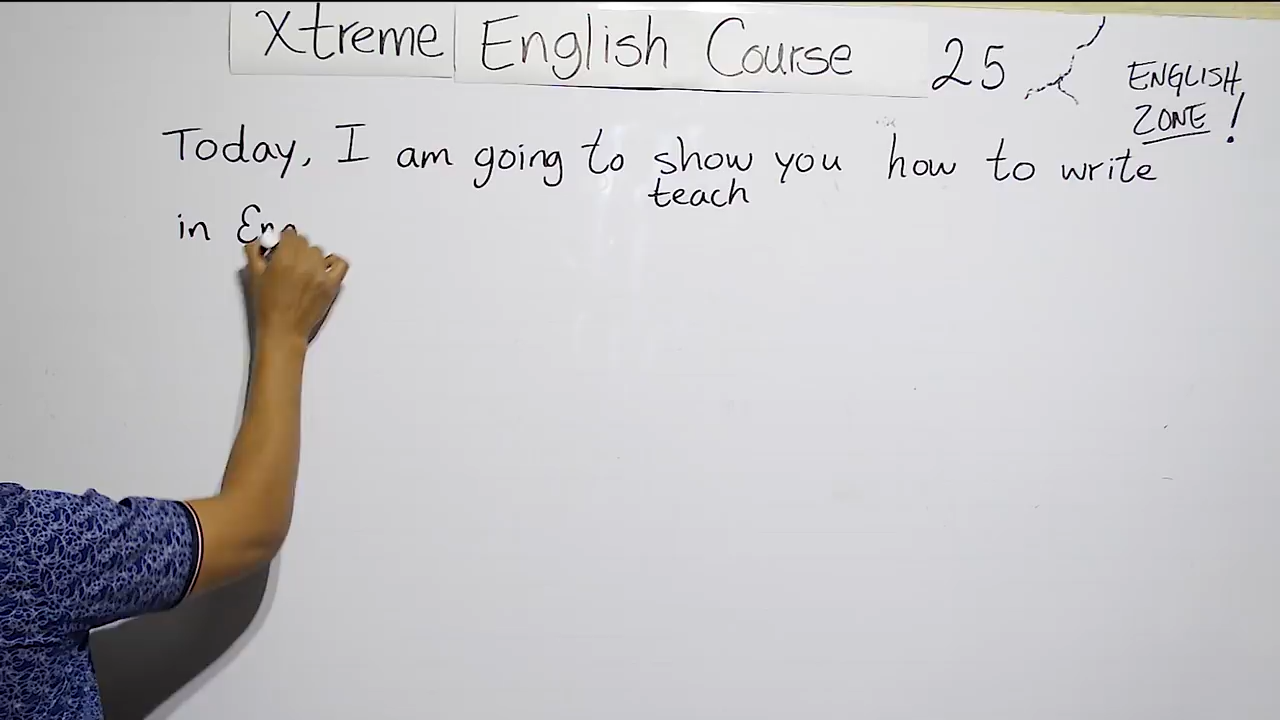 Xtreme English Course 25
ENGLISH
ZONE!
Today, I am going to show you how to write
teach
in